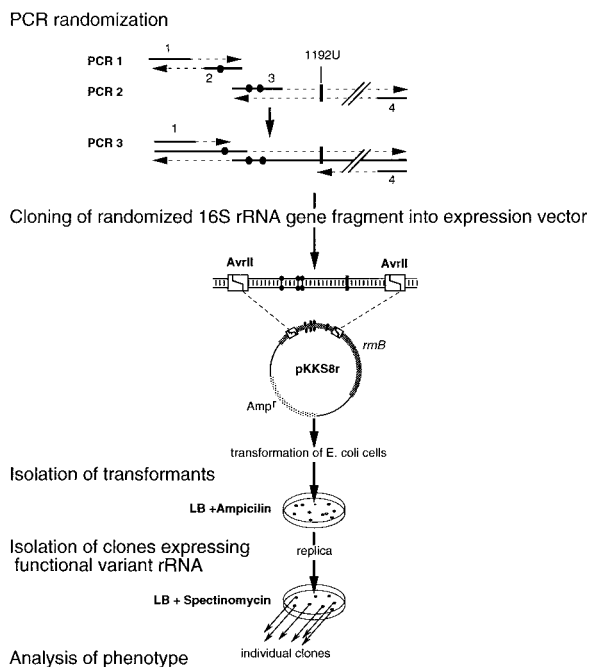 PCR randomization
1
1192U
PCR 1
2
3
PCR 2
4
1
PCR 3
4
Cloning of randomized 16S rRNA gene fragment into expression vector
AvrII AvrII
rrnB
pKKS8r
Ampr
transformation of E. coli cells
Isolation of transformants
LB +Ampicilin
Isolation of clones expressing
functional variant rRNA
replica
LB + Spectinomycin
individual clones
Analysis of phenotype